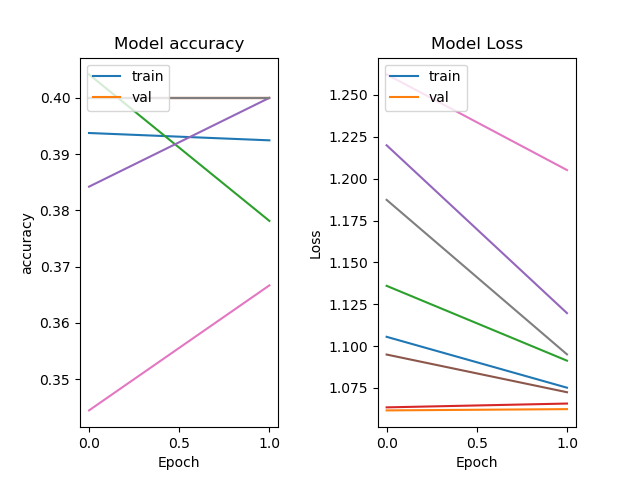 Model accuracy
train
val
0.40
0.39
0.38
0.37
0.36
0.35
accuracy
0.0
0.5
1.0
Epoch
Model Loss
train
val
1.250
1.225
1.200
1.175
1.150
1.125
1.100
1.075
Loss
0.0
0.5
1.0
Epoch